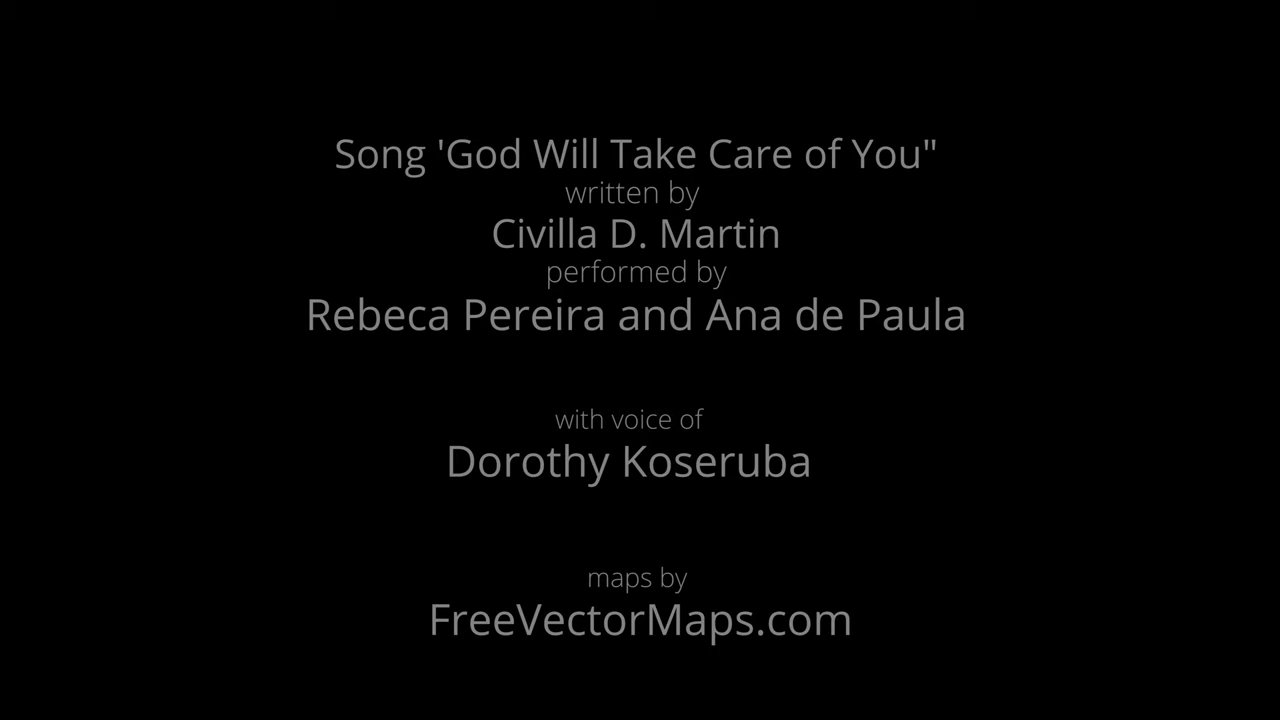 Song 'God Will Take Care of You"
written by
Civilla D. Martin
performed by
Rebeca Pereira and Ana de Paula
with voice of
Dorothy Koseruba
maps by
FreeVectorMaps.com